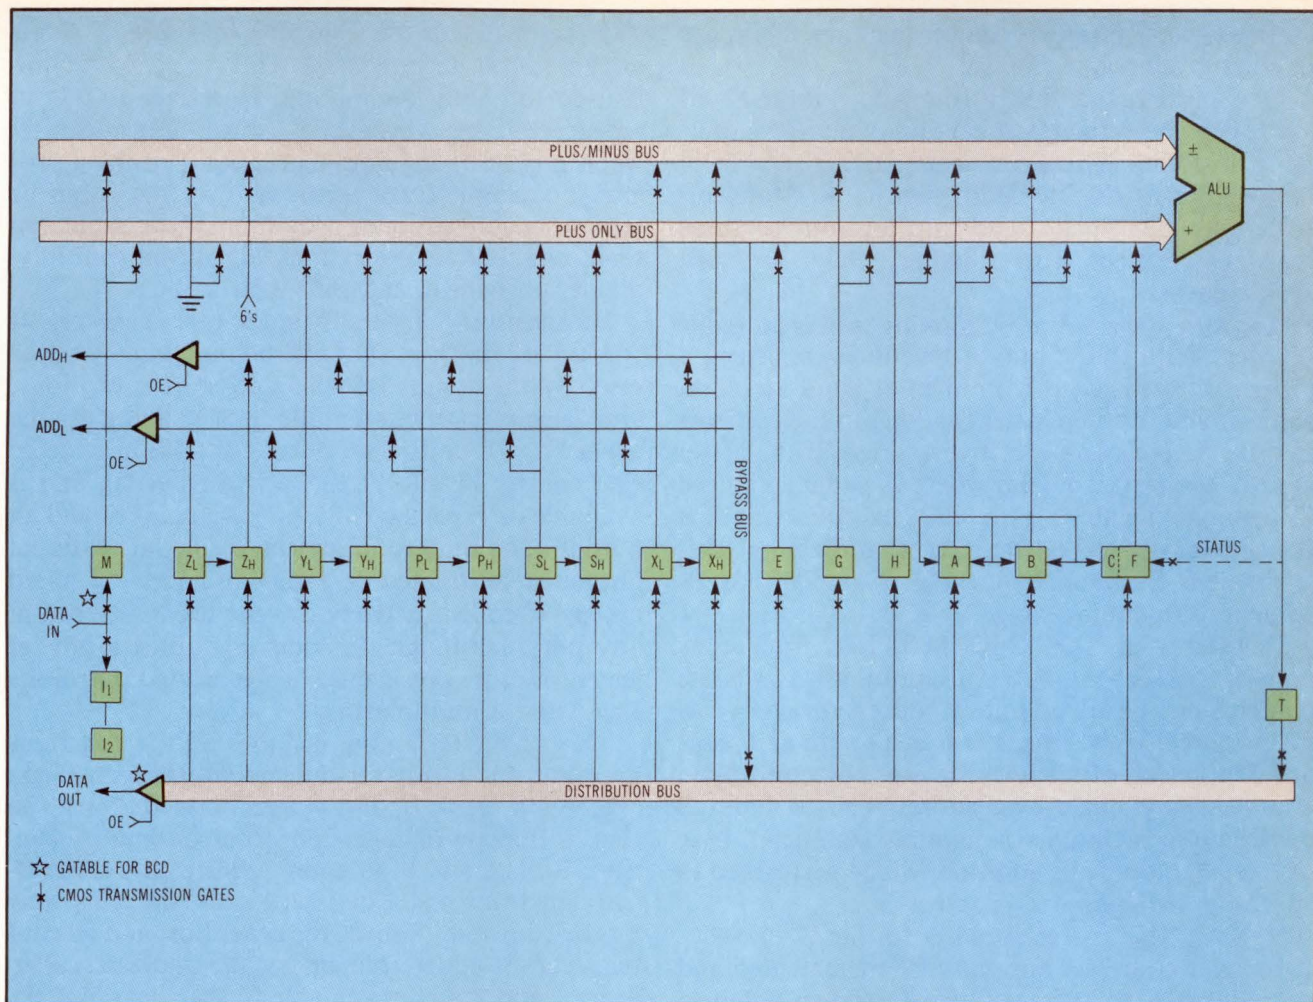 PLUS/MINUS BUS
±
ALU
PLUS ONLY BUS
+
6's
ADDH
OE
ADDL
OE
BYPASS BUS
M ZL ZH YL YH PL PH SL SH XL XH E G H A B C F STATUS
DATA
IN
I1
T
I2
DATA
OUT
DISTRIBUTION BUS
OE
GATABLE FOR BCD
CMOS TRANSMISSION GATES